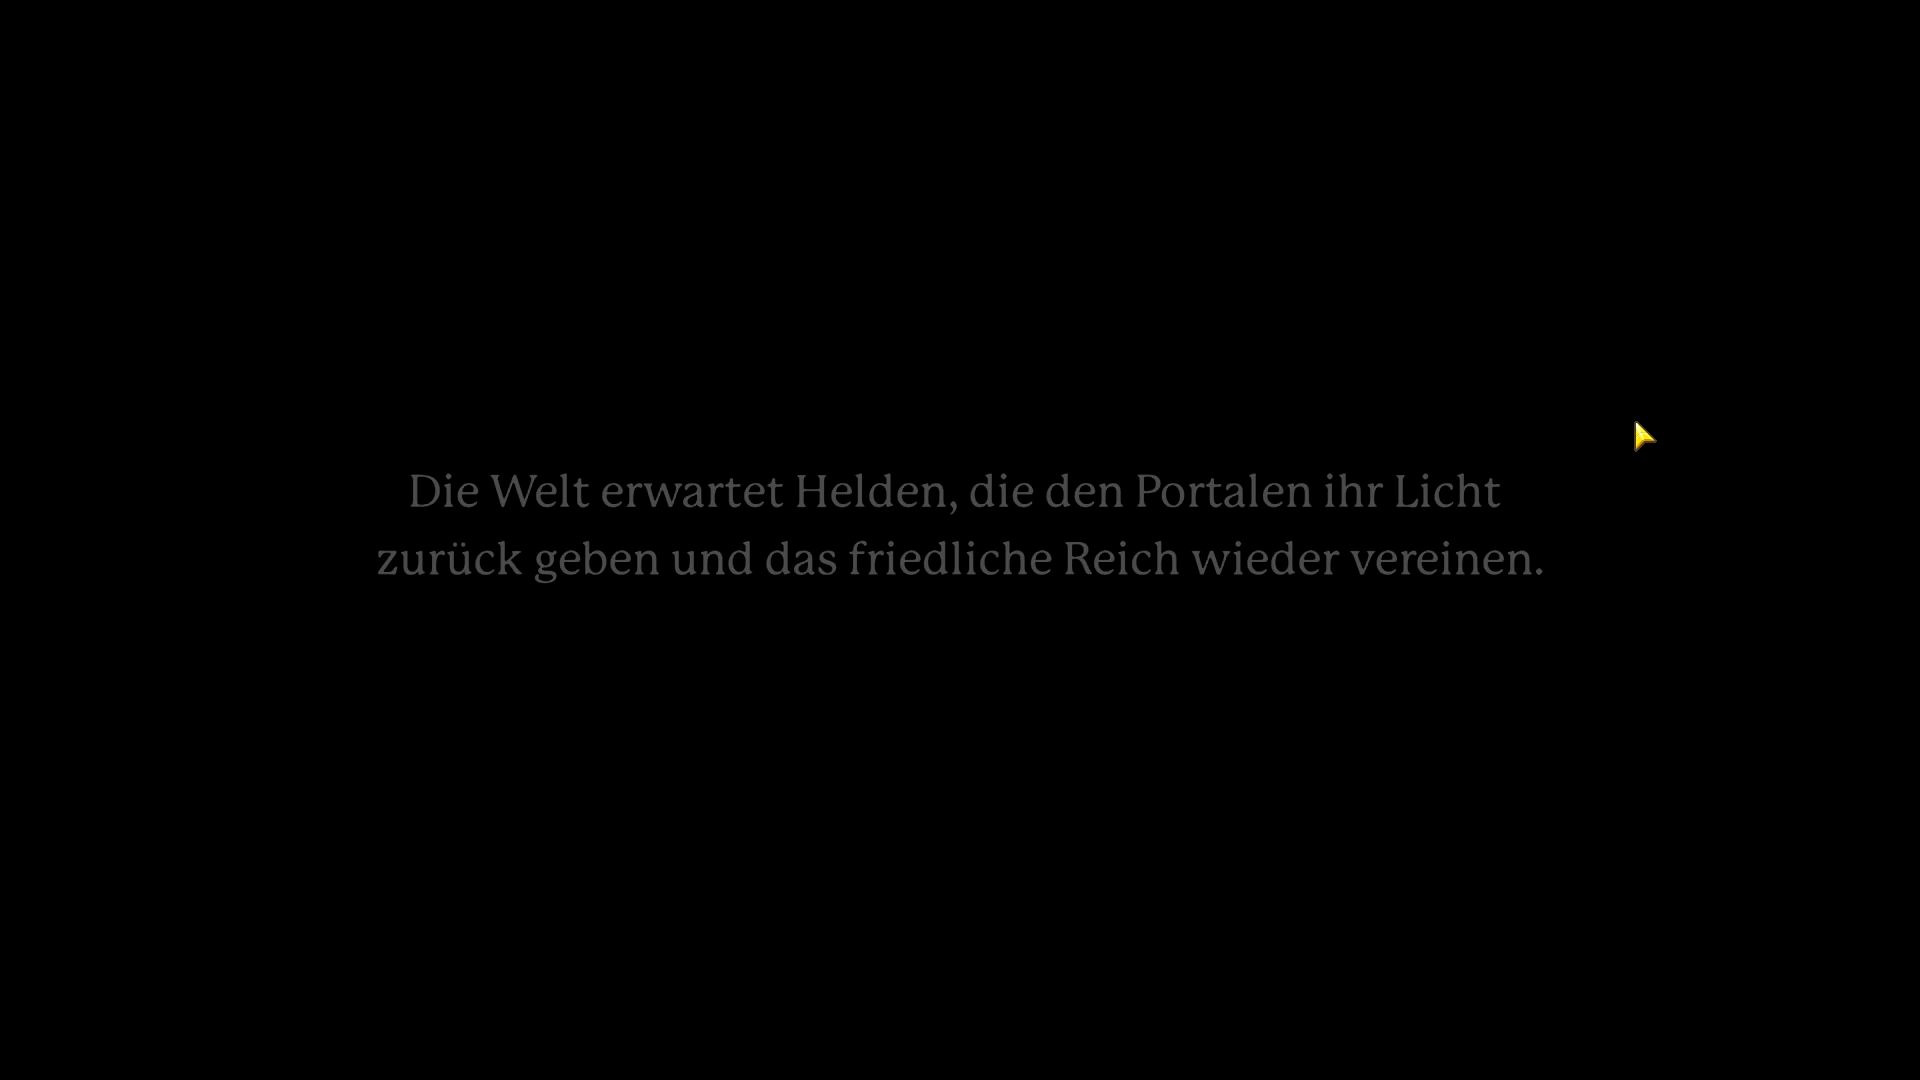 Die Welt erwartet Helden, die den Portalen ihr Licht
zurück geben und das friedliche Reich wieder vereinen.